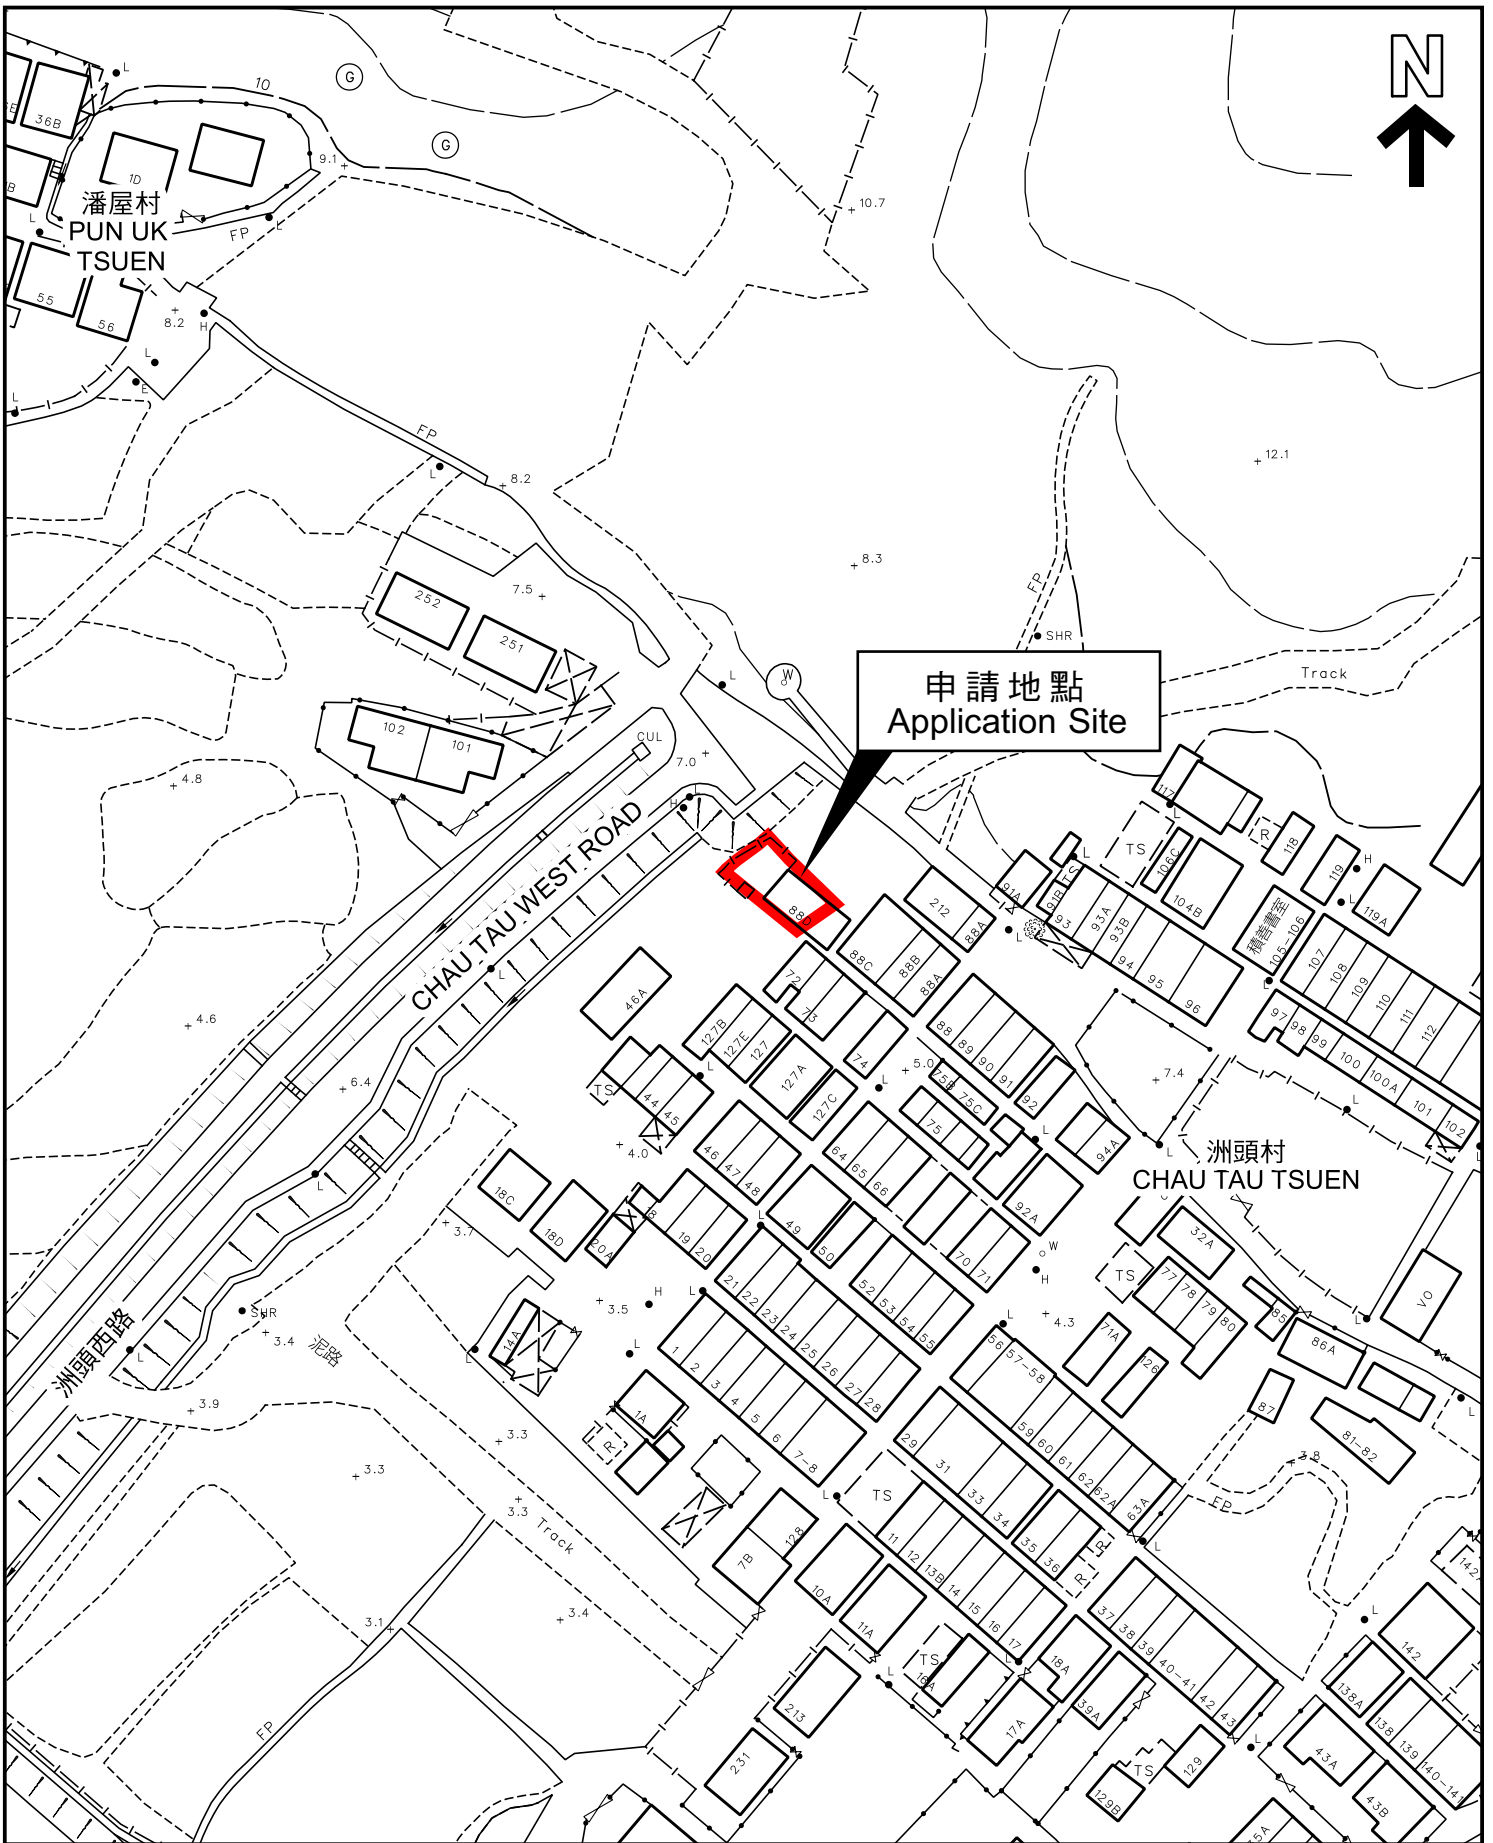 N
G
G
10
L
36B
1D
9.1
B
潘屋村
PUN UK
TSUEN
L
FP
L
10.7
55
56
8.2
H
L
E
L
FP
L
8.2
12.1
8.3
7.5
252
251
FP
SHR
W
L
申請地點
Application Site
Track
102
101
CUL
7.0
4.8
H
L
CHAU TAU WEST ROAD
88D
117
L
R
118
TS
106C
104B
119
H
L
119A
積善書室
105-106
91A
TS
L
91B
93
93A
93B
94
95
96
212
88A
L
88C
88B
88A
107
108
109
110
111
112
L
97
98
99
100
100A
101
102
L
L
46A
L
72
73
74
4.6
6.4
127B
127E
127
127A
127C
L
L
5.0
88
89
90
91
92
L
75B
75C
75
94A
L
7.4
TS
44
45
4.0
46
47
48
64
65
66
洲頭村
CHAU TAU TSUEN
L
18C
18D
20A
18
19
20
L
49
50
70
71
92A
W
H
3.7
32A
TS
77
78
79
80
85
86A
VO
L
SHR
3.4
泥路
洲頭西路
L
3.5
H
L
L
L
14A
21
22
23
24
25
26
27
28
52
53
54
55
L
4.3
71A
126
56
57-58
59
60
61
62
62A
63A
L
87
81-82
L
3.8
FP
1
2
3
4
5
6
7-8
1A
R
3.9
3.3
3.3
3.3
Track
3.4
3.1
FP
29
31
33
34
35
36
R
R
L
TS
11
12
13B
14
15
16
17
L
7B
128
10A
11A
TS
16A
L
17A
18A
39A
37
38
39
40-41
42
43
L
213
231
129
TS
129B
43A
43B
L
142
142A
138A
138
139
140-141